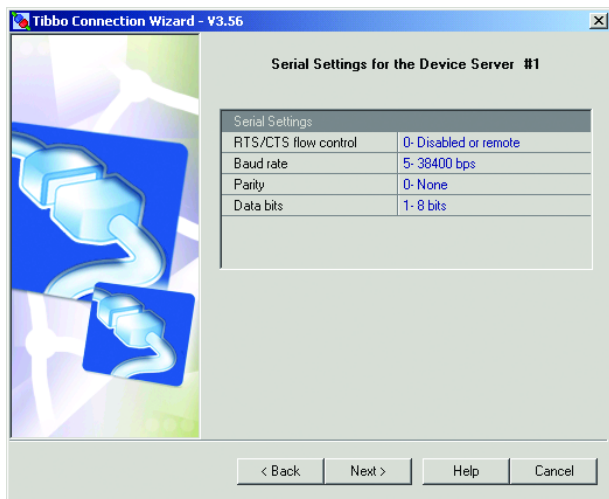 Tibbo Connection Wizard - V3.56
Serial Settings for the Device Server #1
Serial Settings
RTS/CTS flow control 0- Disabled or remote
Baud rate 5- 38400 bps
Parity 0- None
Data bits 1- 8 bits
< Back Next > Help Cancel